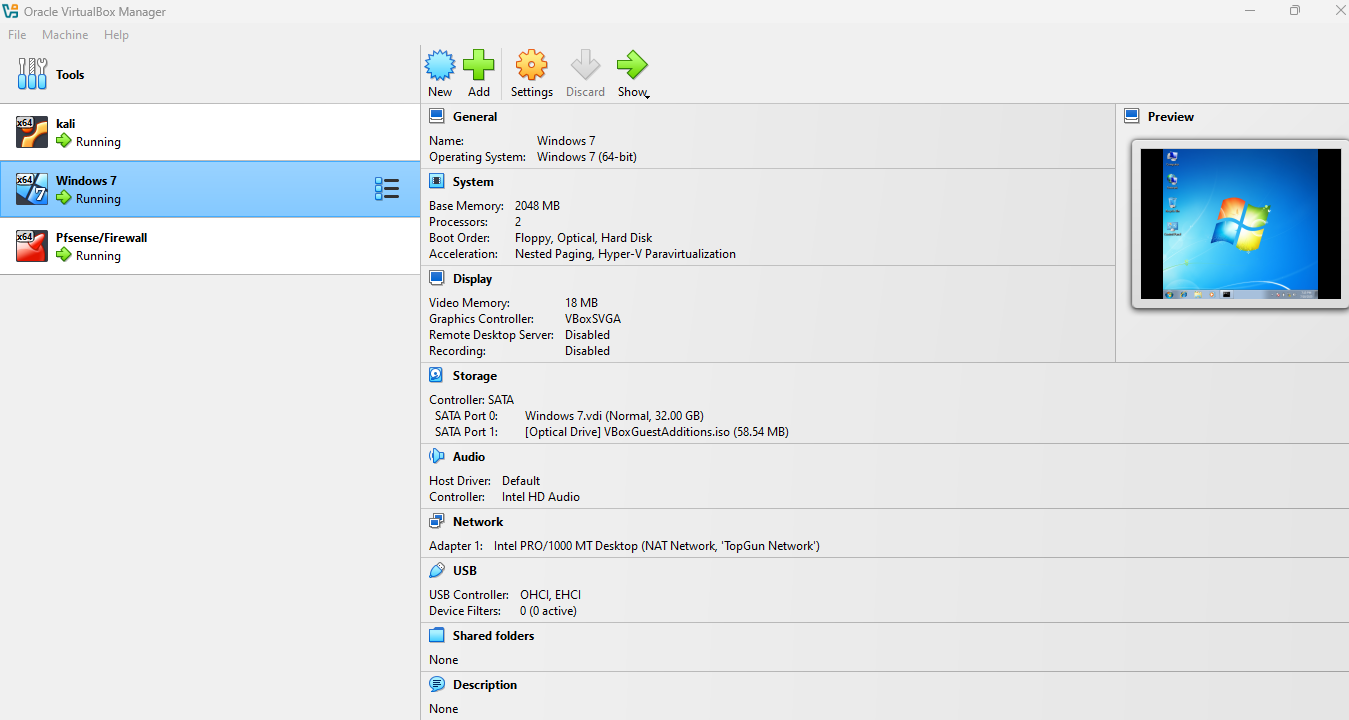 Oracle VirtualBox Manager
File Machine Help
Tools
New Add Settings Discard Show
x64 kali
Running
x64 7 Windows 7
Running
x64 Pfsense/Firewall
Running
General
Name: Windows 7
Operating System: Windows 7 (64-bit)
System
Base Memory: 2048 MB
Processors: 2
Boot Order: Floppy, Optical, Hard Disk
Acceleration: Nested Paging, Hyper-V Paravirtualization
Display
Video Memory: 18 MB
Graphics Controller: VBoxSVGA
Remote Desktop Server: Disabled
Recording: Disabled
Preview
Storage
Controller: SATA
SATA Port 0: Windows 7.vdi (Normal, 32.00 GB)
SATA Port 1: [Optical Drive] VBoxGuestAdditions.iso (58.54 MB)
Audio
Host Driver: Default
Controller: Intel HD Audio
Network
Adapter 1: Intel PRO/1000 MT Desktop (NAT Network, 'TopGun Network')
USB
USB Controller: OHCI, EHCI
Device Filters: 0 (0 active)
Shared folders
None
Description
None